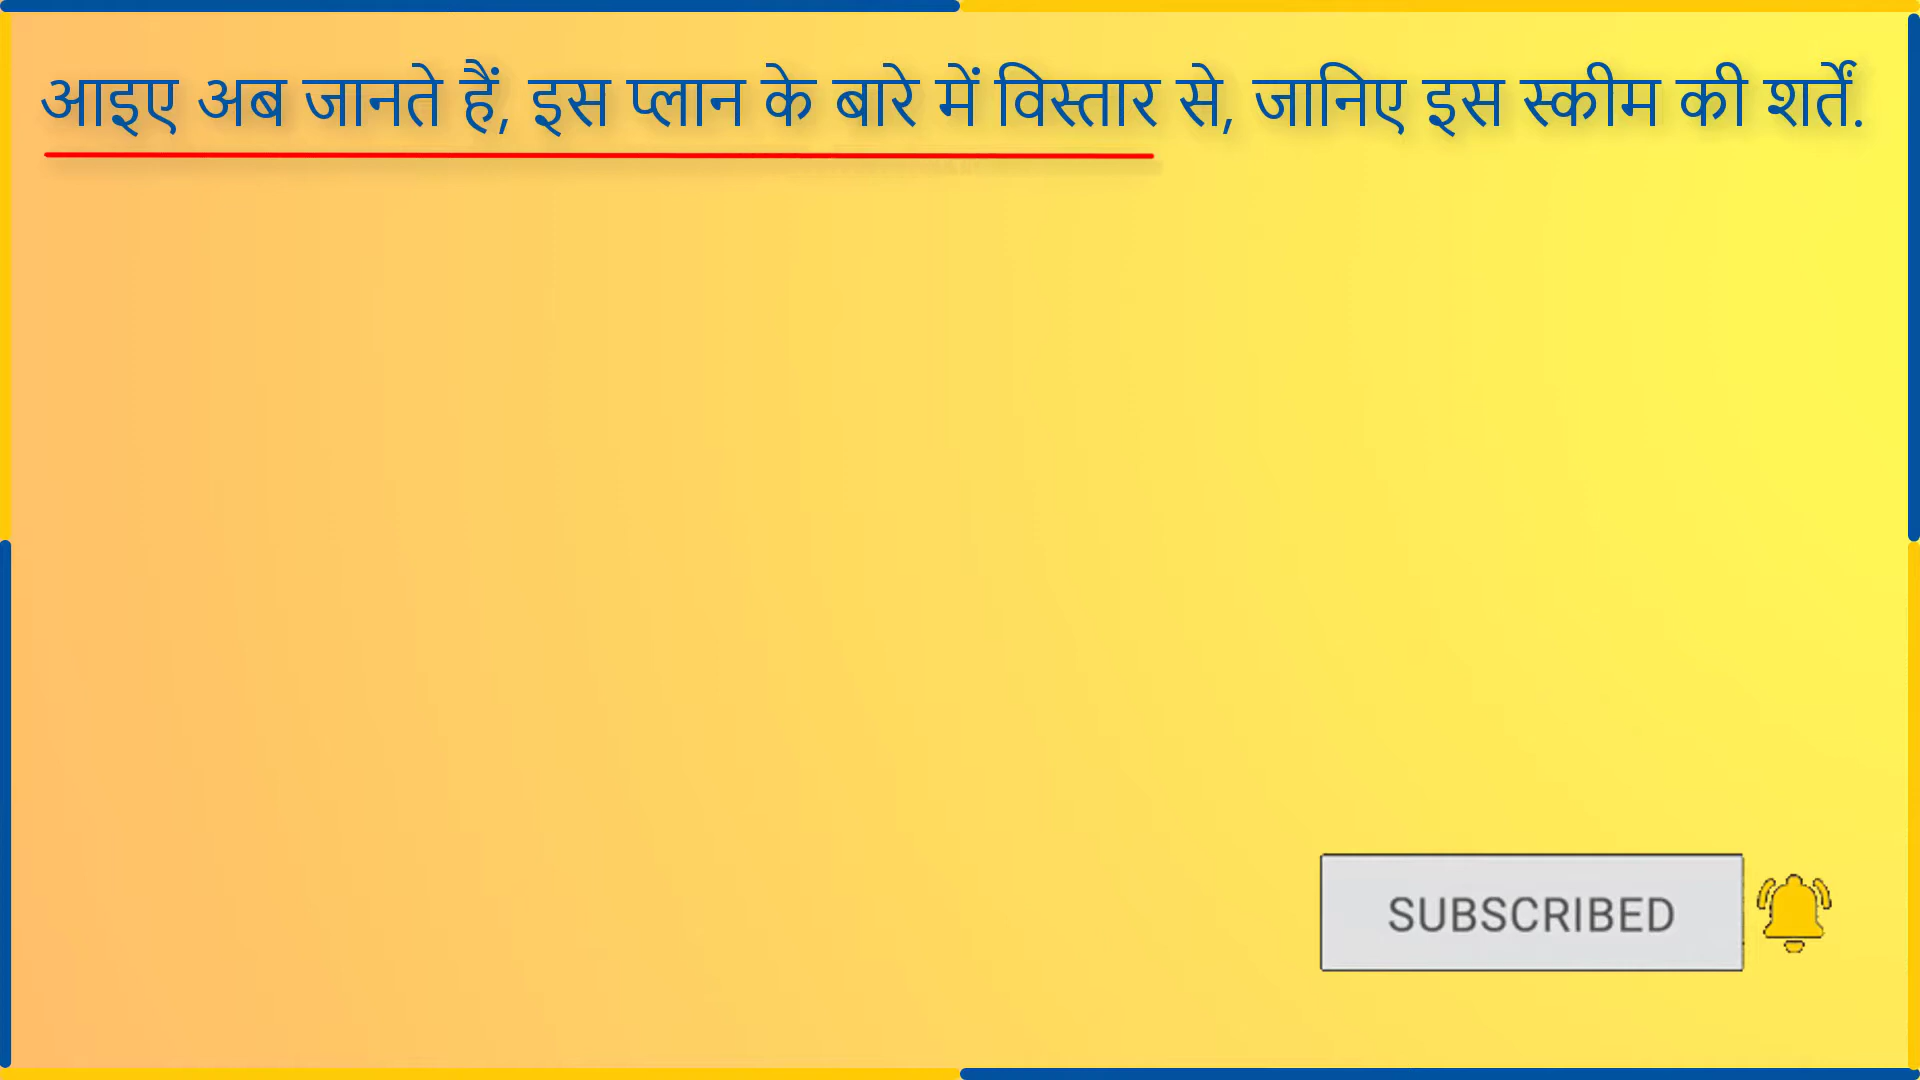 आइए अब जानते हैं, इस प्लान के बारे में विस्तार से, जानिए इस स्कीम की शर्तें.
SUBSCRIBED